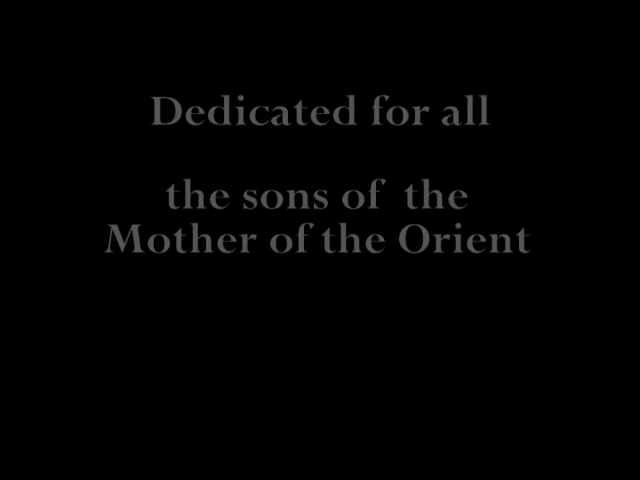 Dedicated for all
the sons of the
Mother of the Orient